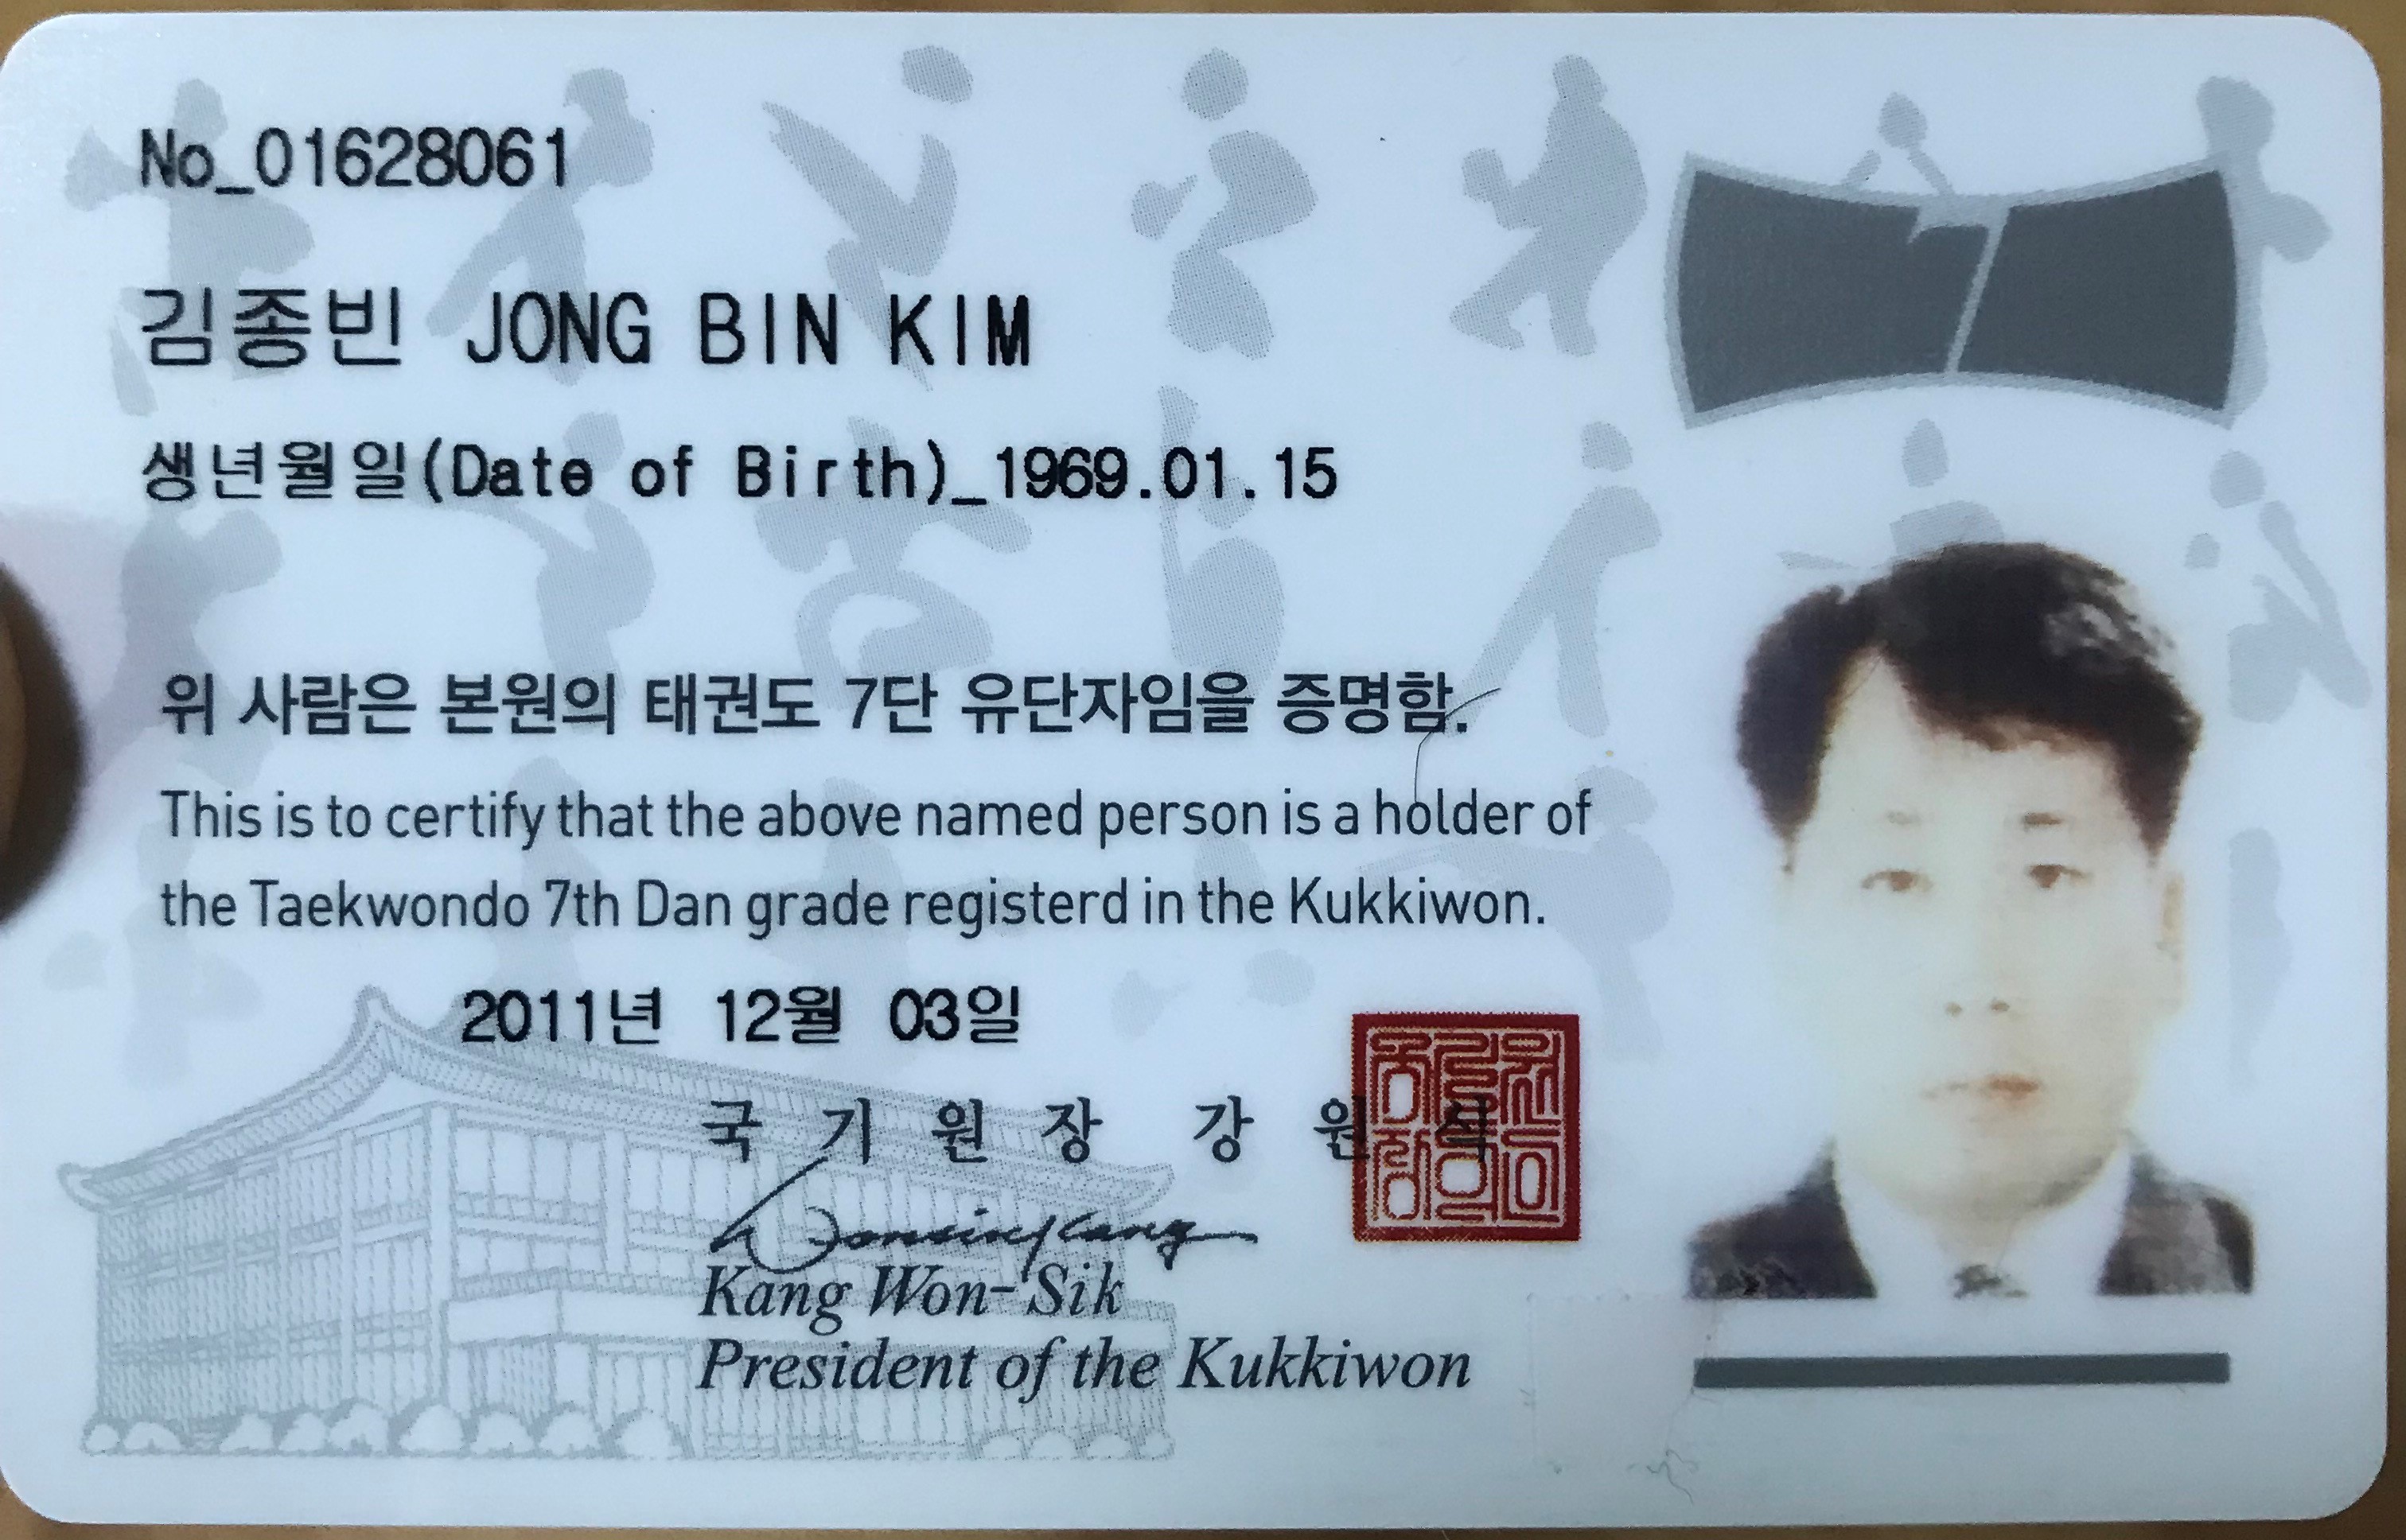 No_01628061
김종빈 JONG BIN KIM
생년월일(Date of Birth)_1969.01.15
위 사람은 본원의 태권도 7단 유단자임을 증명함.
This is to certify that the above named person is a holder of
the Taekwondo 7th Dan grade registerd in the Kukkiwon.
2011년 12월 03일
국 기 원 장 강 원 식
Kang Won-Sik
President of the Kukkiwon